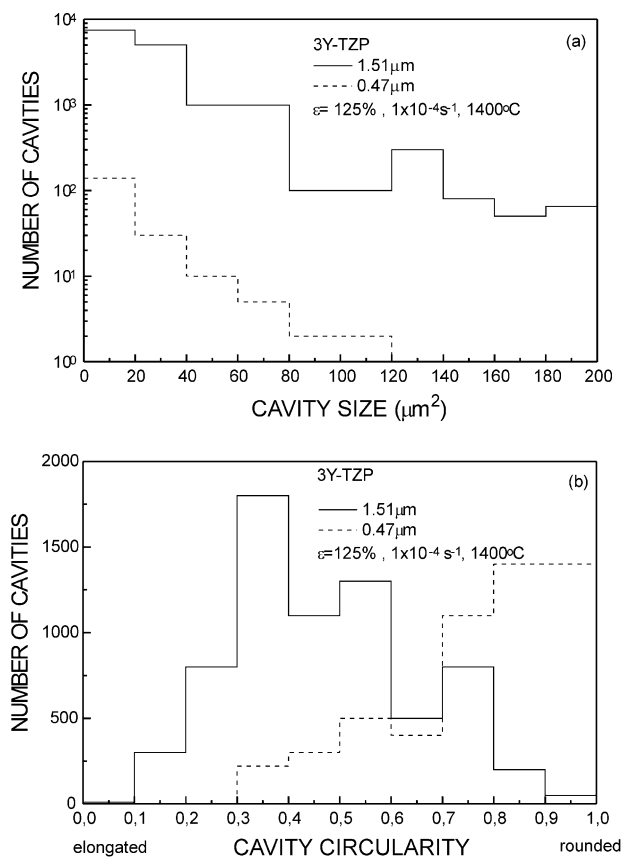 10⁴
10³
10²
10¹
10⁰
NUMBER OF CAVITIES
3Y-TZP
(a)
1.51μm
0.47μm
ε= 125% , 1x10⁻⁴s⁻¹, 1400ºC
0 20 40 60 80 100 120 140 160 180 200
CAVITY SIZE (μm²)
2000
1500
1000
500
0
NUMBER OF CAVITIES
3Y-TZP
(b)
1.51μm
0.47μm
ε=125% , 1x10⁻⁴ s⁻¹, 1400ºC
0,0 0,1 0,2 0,3 0,4 0,5 0,6 0,7 0,8 0,9 1,0
elongated CAVITY CIRCULARITY rounded